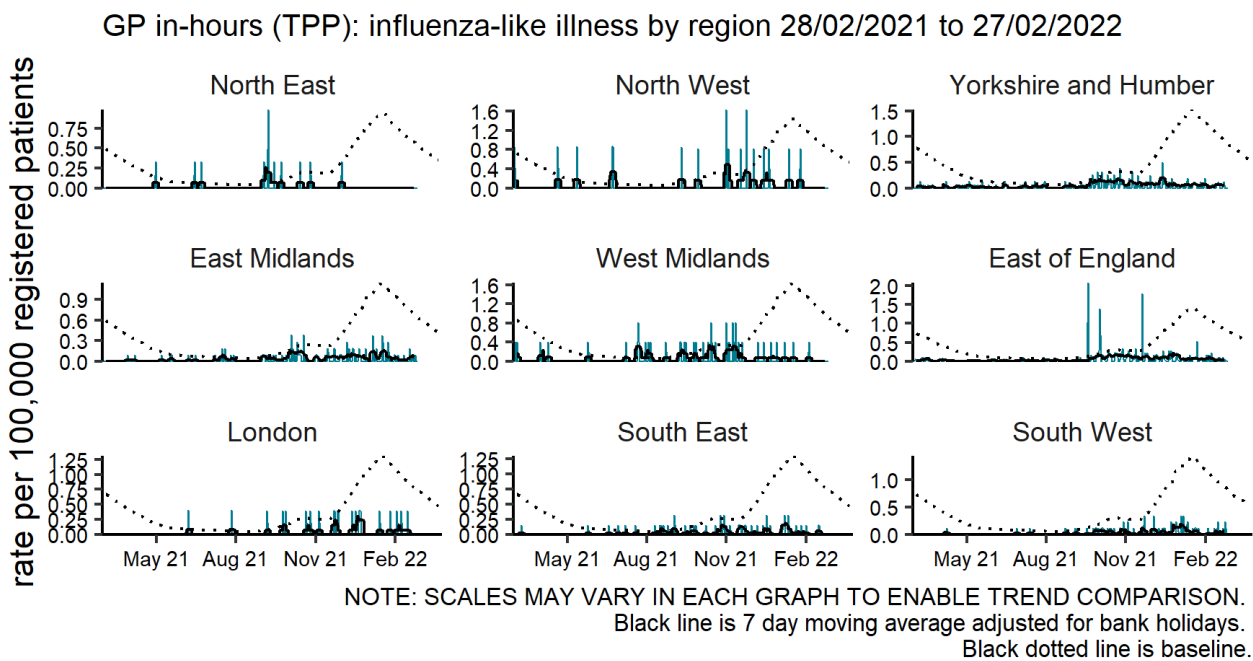 GP in-hours (TPP): influenza-like illness by region 28/02/2021 to 27/02/2022
rate per 100,000 registered patients
North East
0.75
0.50
0.25
0.00
North West
1.6
1.2
0.8
0.4
0.0
Yorkshire and Humber
1.5
1.0
0.5
0.0
East Midlands
0.9
0.6
0.3
0.0
West Midlands
1.6
1.2
0.8
0.4
0.0
East of England
2.0
1.5
1.0
0.5
0.0
London
1.25
1.00
0.75
0.50
0.25
0.00
South East
1.25
1.00
0.75
0.50
0.25
0.00
South West
1.0
0.5
0.0
May 21 Aug 21 Nov 21 Feb 22
May 21 Aug 21 Nov 21 Feb 22
May 21 Aug 21 Nov 21 Feb 22
NOTE: SCALES MAY VARY IN EACH GRAPH TO ENABLE TREND COMPARISON.
Black line is 7 day moving average adjusted for bank holidays.
Black dotted line is baseline.